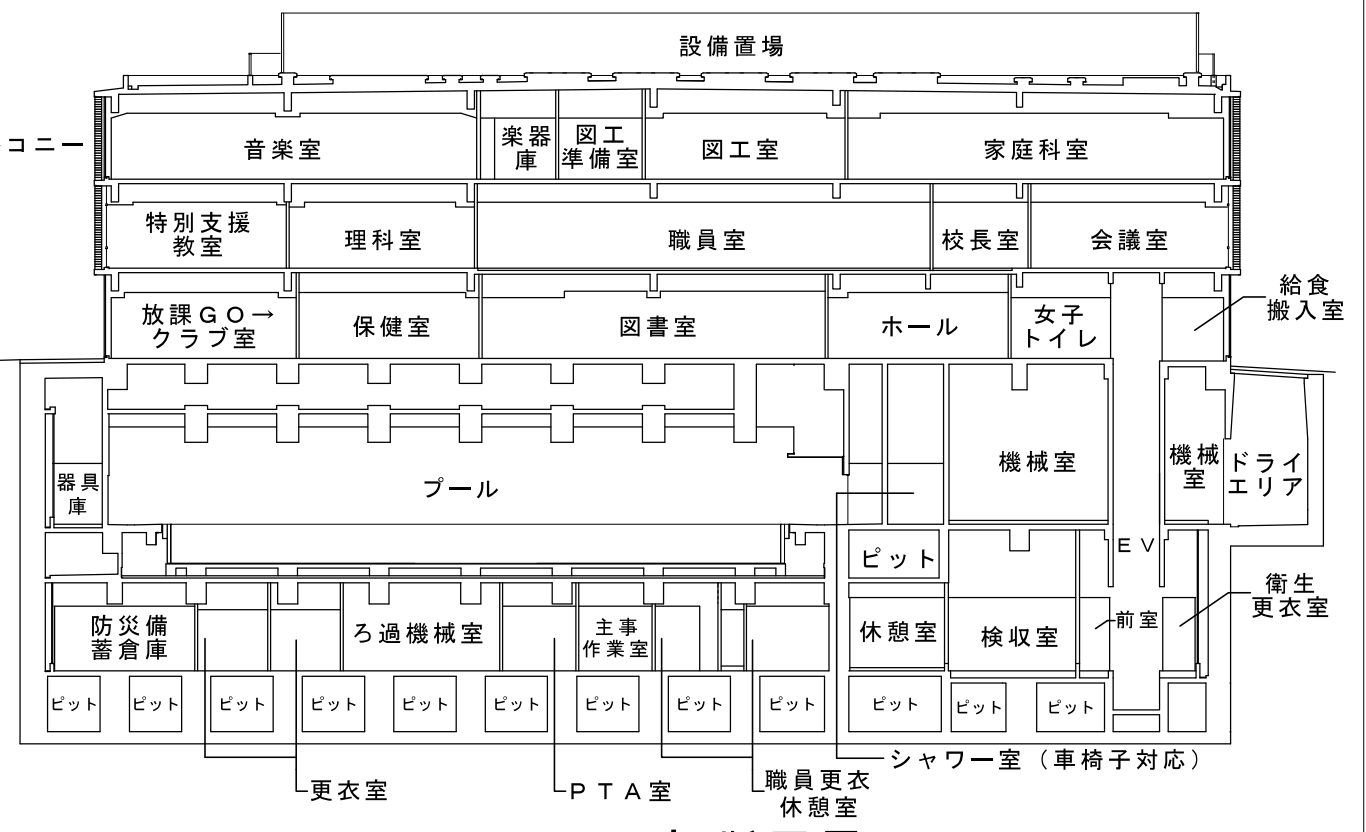 設備置場
コニー
音楽室
楽器
庫
図工
準備室
図工室
家庭科室
特別支援
教室
理科室
職員室
校長室
会議室
放課GO→
クラブ室
保健室
図書室
ホール
女子
トイレ
給食
搬入室
器具
庫
プール
機械室
機械
室
ドライ
エリア
ピット
EV
防災備
蓄倉庫
ろ過機械室
主事
作業室
休憩室
検収室
前室
衛生
更衣室
ピット
ピット
ピット
ピット
ピット
ピット
ピット
ピット
ピット
ピット
ピット
ピット
シャワー室（車椅子対応）
更衣室
PTA室
職員更衣
休憩室